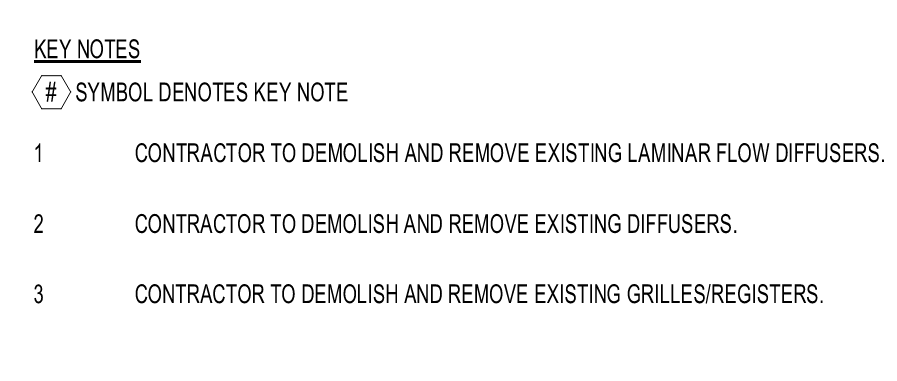 KEY NOTES
# SYMBOL DENOTES KEY NOTE
1 CONTRACTOR TO DEMOLISH AND REMOVE EXISTING LAMINAR FLOW DIFFUSERS.
2 CONTRACTOR TO DEMOLISH AND REMOVE EXISTING DIFFUSERS.
3 CONTRACTOR TO DEMOLISH AND REMOVE EXISTING GRILLES/REGISTERS.